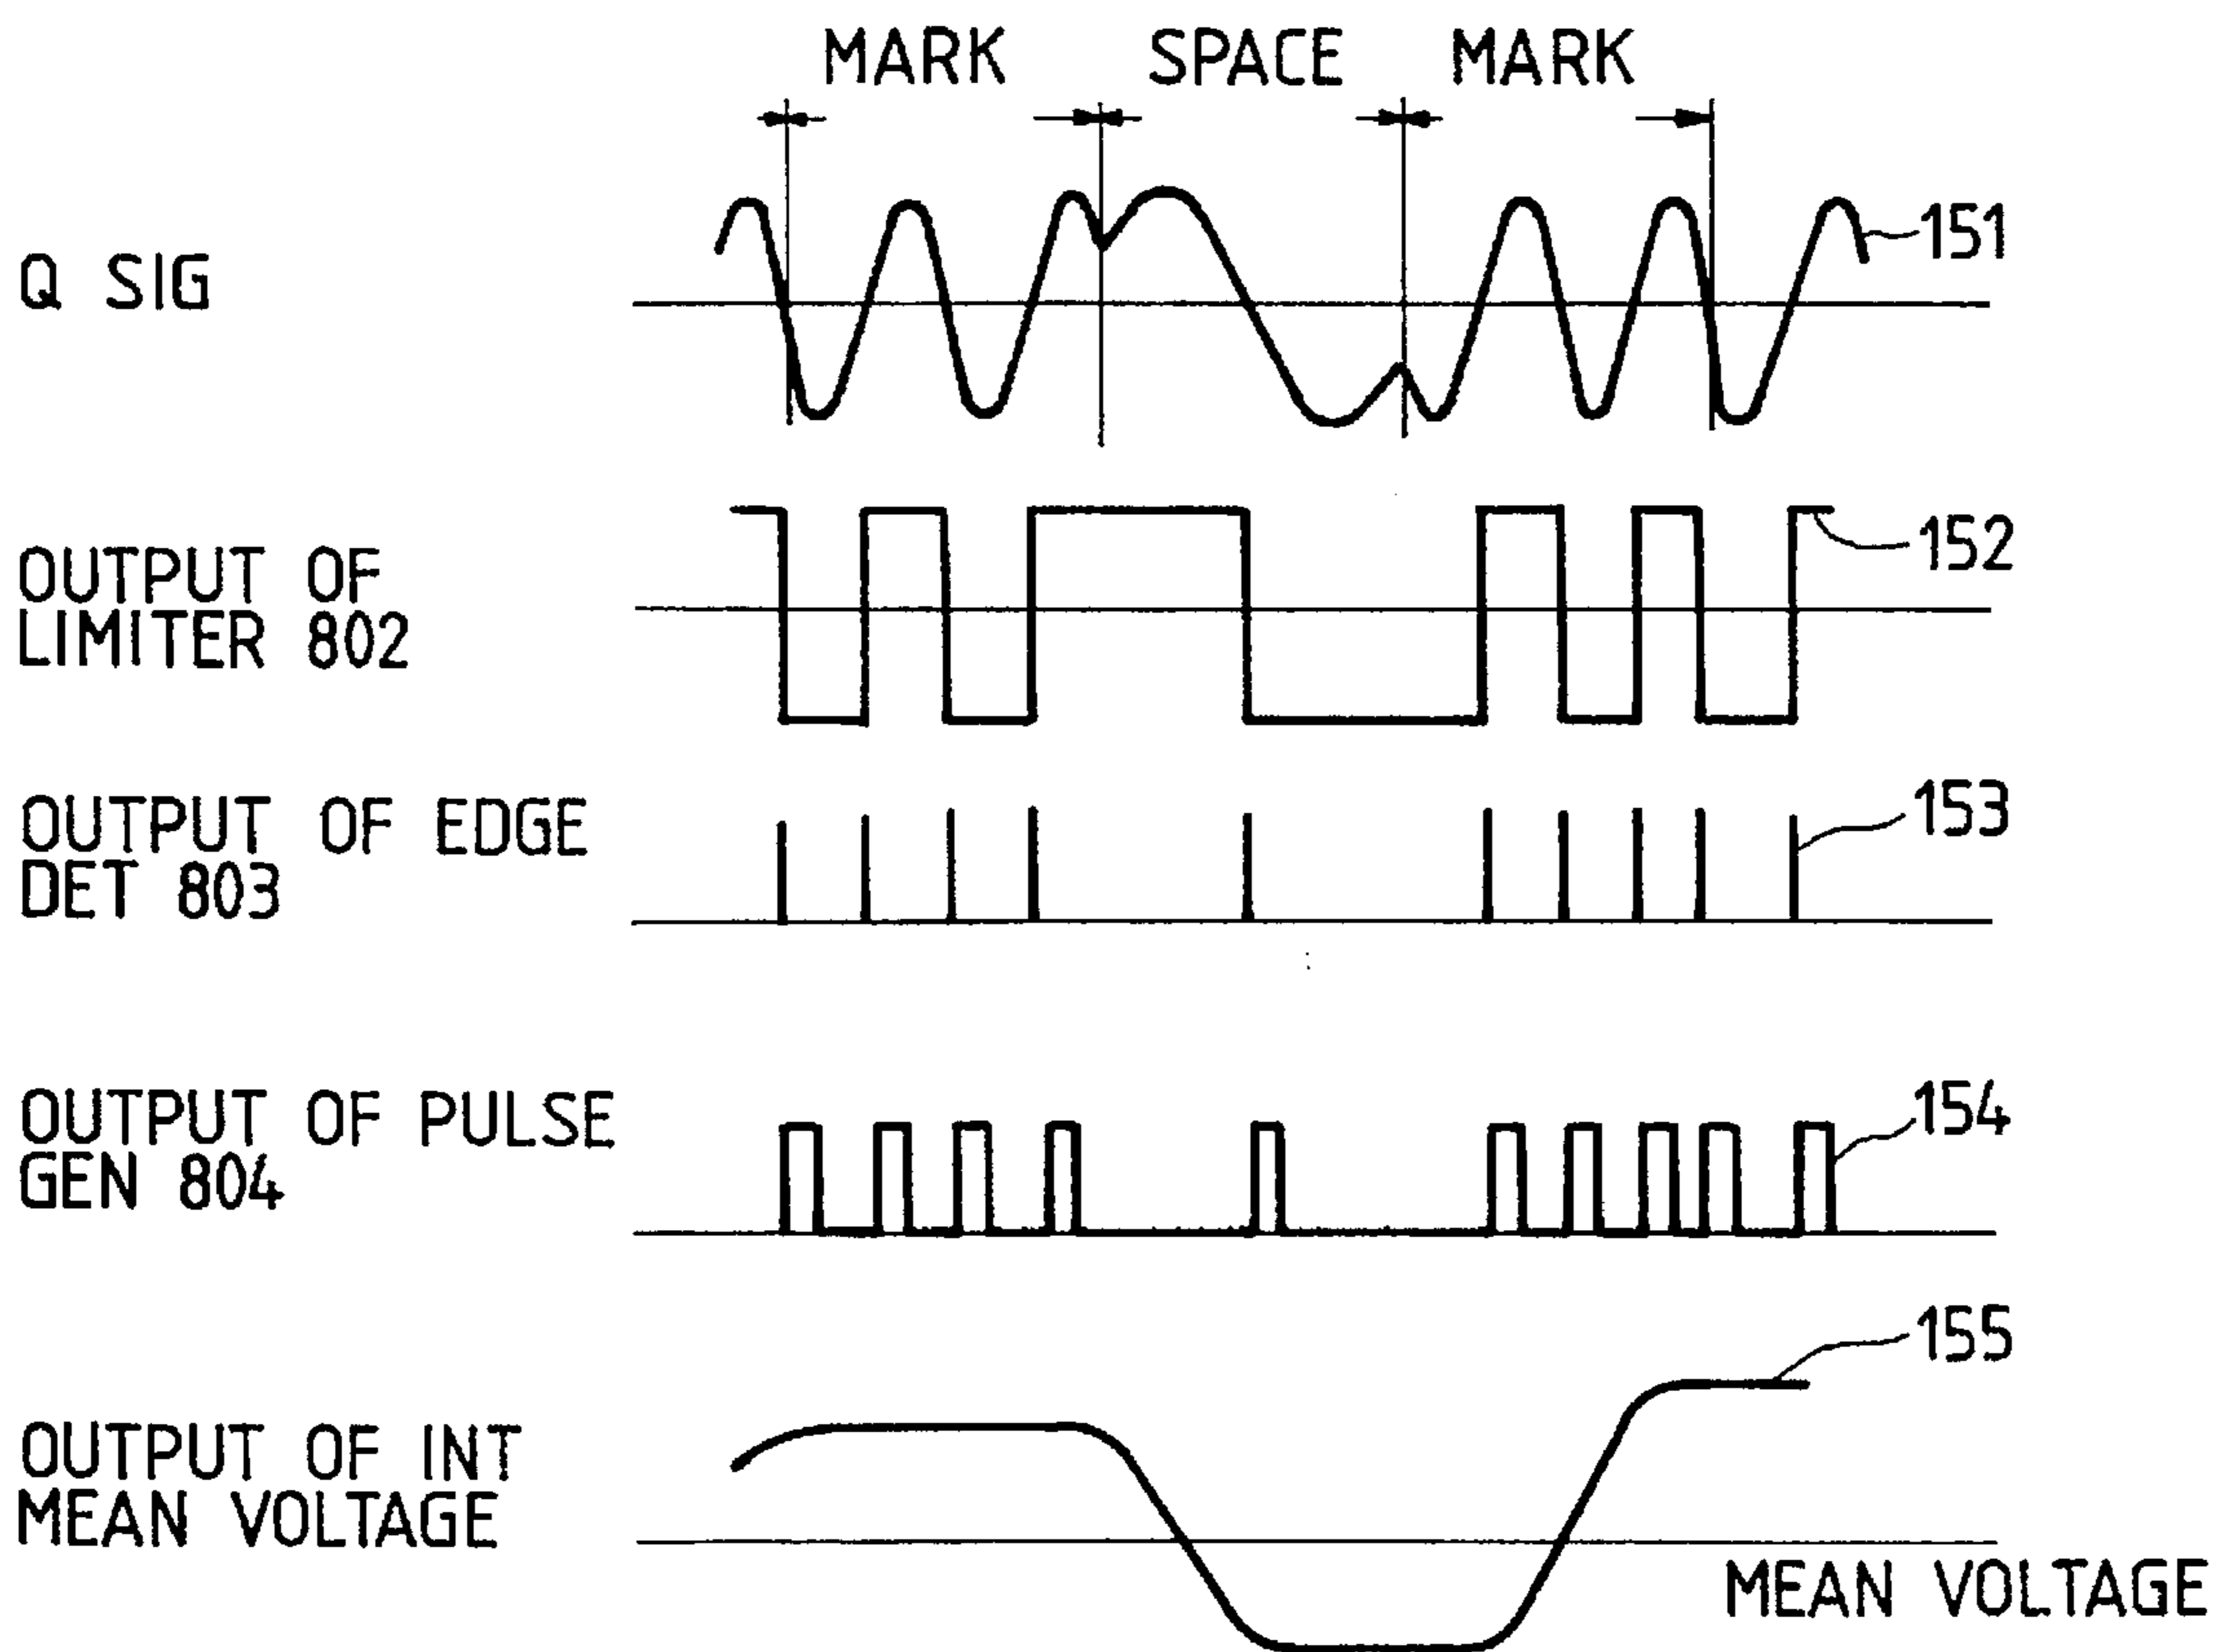 MARK SPACE MARK
Q SIG
151
OUTPUT OF
LIMITER 802
152
OUTPUT OF EDGE
DET 803
153
OUTPUT OF PULSE
GEN 804
154
OUTPUT OF INT
MEAN VOLTAGE
155
MEAN VOLTAGE